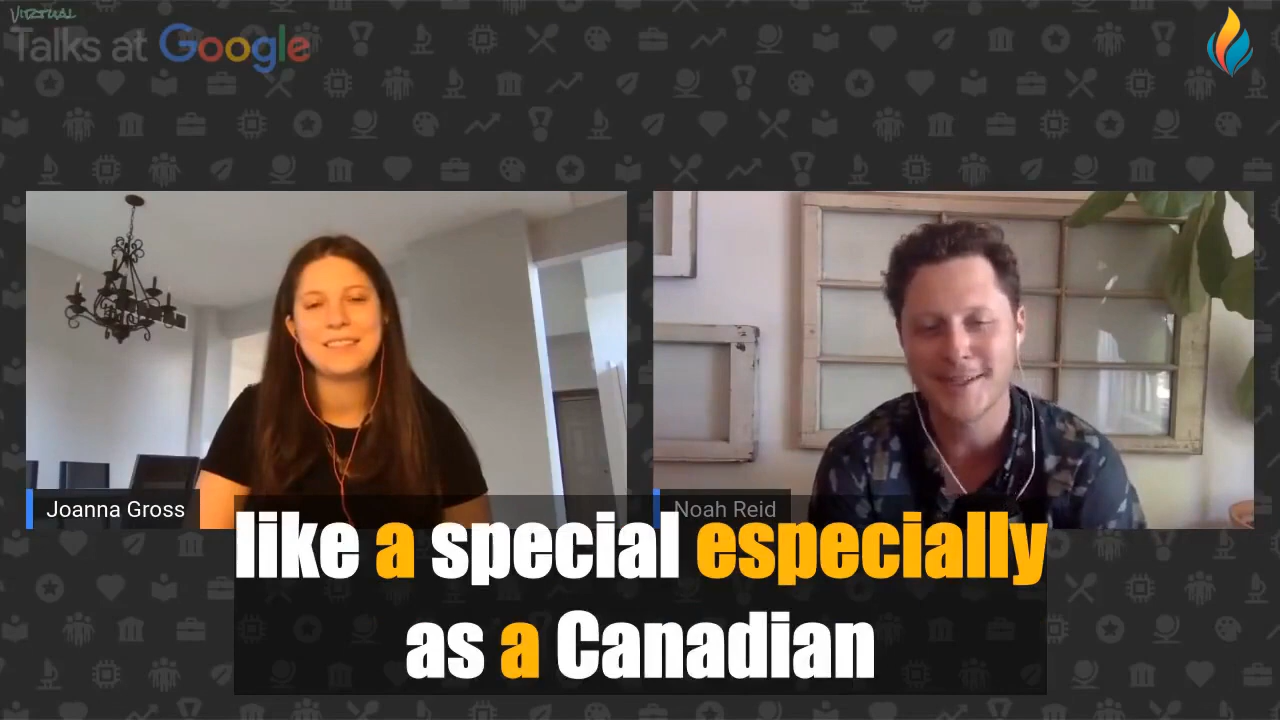 VIRTUAL
Talks at Google
Joanna Gross
Noah Reid
like a special especially
as a Canadian